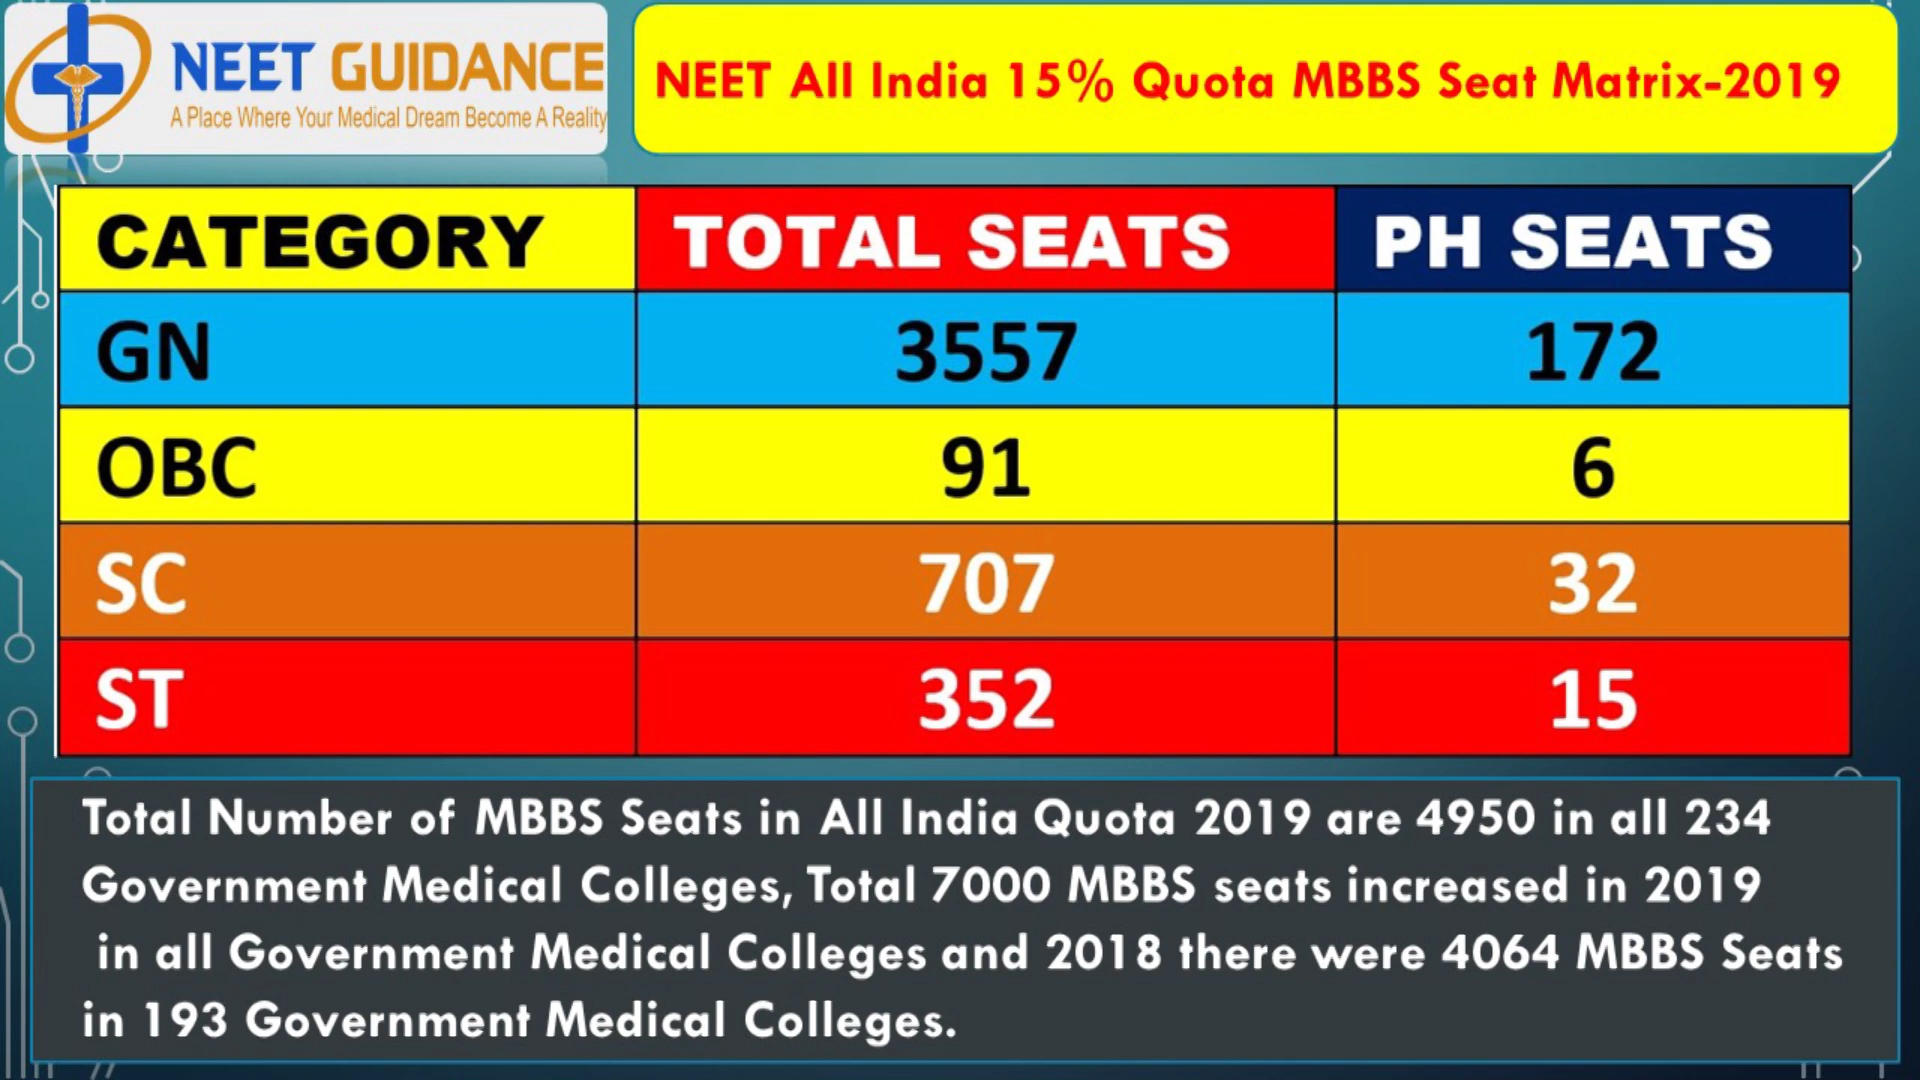 NEET GUIDANCE
A Place Where Your Medical Dream Become A Reality
NEET All India 15% Quota MBBS Seat Matrix-2019
CATEGORY TOTAL SEATS PH SEATS
GN 3557 172
OBC 91 6
SC 707 32
ST 352 15
Total Number of MBBS Seats in All India Quota 2019 are 4950 in all 234
Government Medical Colleges, Total 7000 MBBS seats increased in 2019
in all Government Medical Colleges and 2018 there were 4064 MBBS Seats
in 193 Government Medical Colleges.